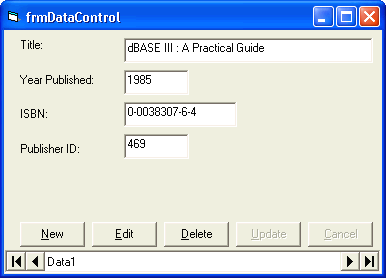 frmDataControl
Title: dBASE III : A Practical Guide
Year Published: 1985
ISBN: 0-0038307-6-4
Publisher ID: 469
New Edit Delete Update Cancel
Data1